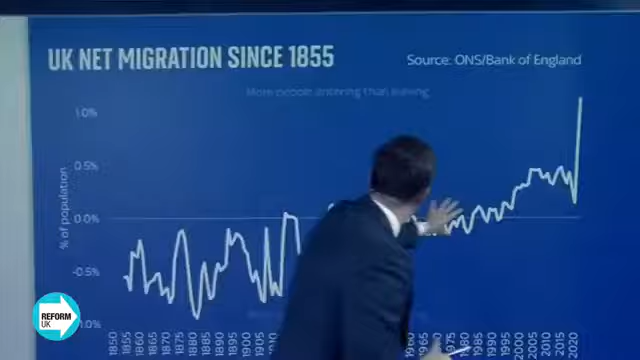 UK NET MIGRATION SINCE 1855
Source: ONS/Bank of England
More people entering than leaving
1.0%
0.5%
0.0%
-0.5%
1.0%
% of population
1850 1855 1860 1865 1870 1875 1880 1885 1890 1895 1900 1905 1910 1960 1965 1975 1980 1985 1990 1995 2000 2005 2010 2015 2020
REFORM
UK